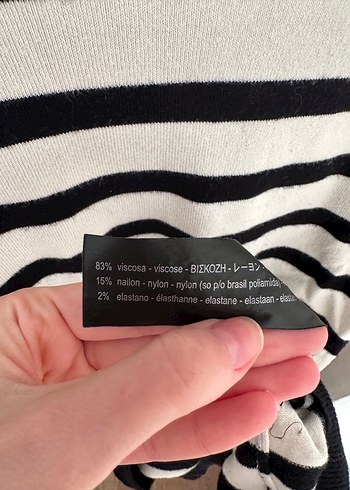 83% viscosa - viscose - ΒΙΣΚΟΖΗ - レーヨン
15% nailon - nylon - nylon (so p/o brasil poliamida)
2% elastano - élasthanne - elastane - elastaan -